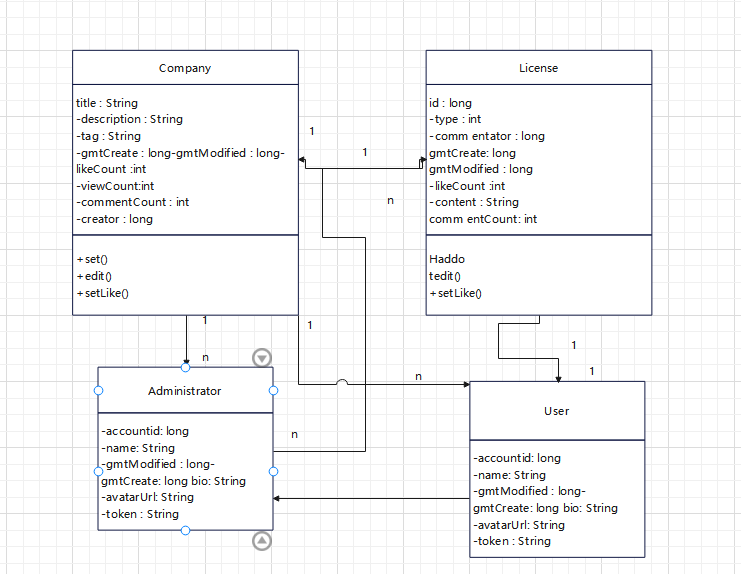 Company
title : String
-description : String
-tag : String
-gmtCreate : long-gmtModified : long-
likeCount :int
-viewCount:int
-commentCount : int
-creator : long
+set()
+edit()
+setLike()
License
id : long
-type : int
-comm entator : long
gmtCreate: long
gmtModified : long
-likeCount :int
-content : String
comm entCount: int
Haddo
tedit()
+setLike()
1
1
n
1
n
1
n
n
1
1
Administrator
-accountid: long
-name: String
-gmtModified : long-
gmtCreate: long bio: String
-avatarUrl: String
-token : String
User
-accountid: long
-name: String
-gmtModified : long-
gmtCreate: long bio: String
-avatarUrl: String
-token : String